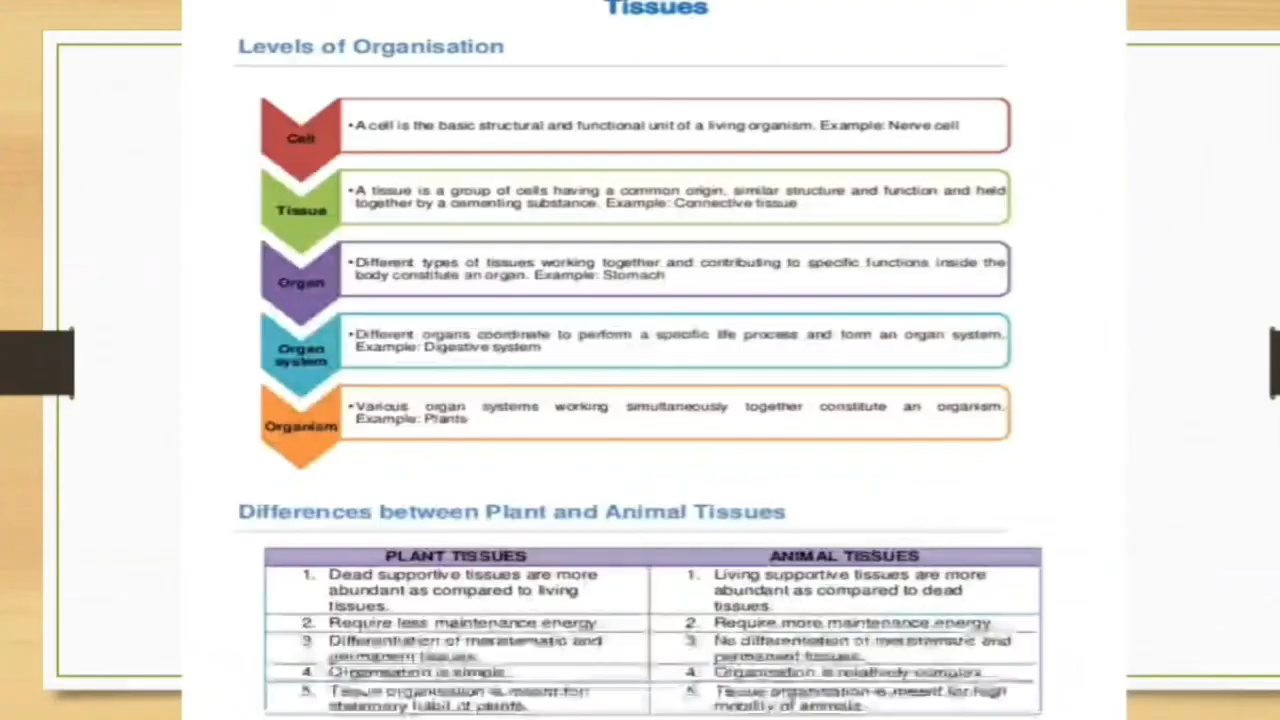 Tissues
Levels of Organisation
Cell
•A cell is the basic structural and functional unit of a living organism. Example: Nerve cell
Tissue
•A tissue is a group of cells having a common origin, similar structure and function and held
together by a cementing substance. Example: Connective tissue
Organ
•Different types of tissues working together and contributing to specific functions inside the
body constitute an organ. Example: Stomach
Organ
system
•Different organs coordinate to perform a specific life process and form an organ system.
Example: Digestive system
Organism
•Various organ systems working simultaneously together constitute an organism.
Example: Plants
Differences between Plant and Animal Tissues
PLANT TISSUES
ANIMAL TISSUES
1. Dead supportive tissues are more
abundant as compared to living
tissues.
1. Living supportive tissues are more
abundant as compared to dead
tissues.
2. Require less maintenance energy
2. Require more maintenance energy
3. Differentiation of meristematic and
permanent tissues.
3. No differentiation of meristematic and
permanent tissues.
4. Organisation is simple.
4. Organisation is relatively complex.
5. Tissue organisation is meant for
stationary habit of plants.
5. Tissue organisation is meant for high
mobility of animals.